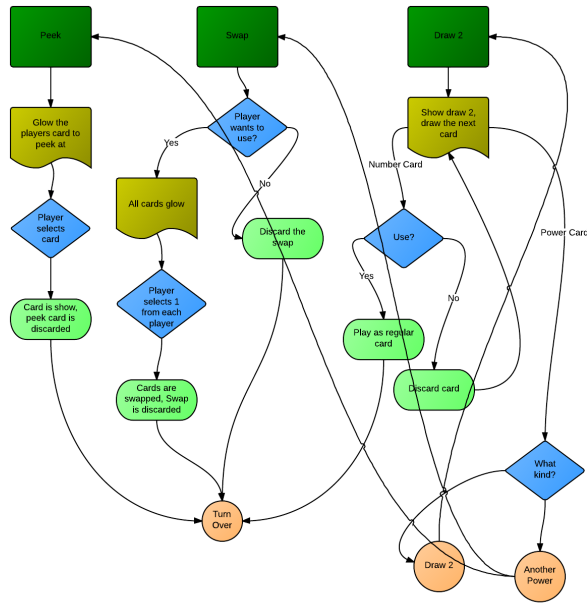 Peek
Swap
Draw 2
Glow the
players card to
peek at
Player
wants to
use?
Show draw 2,
draw the next
card
Yes
Number Card
No
Player
selects
card
All cards glow
Discard the
swap
Use?
Power Card
Yes
No
Card is show,
peek card is
discarded
Player
selects 1
from each
player
Play as regular
card
Cards are
swapped, Swap
is discarded
Discard card
What
kind?
Turn
Over
Draw 2
Another
Power